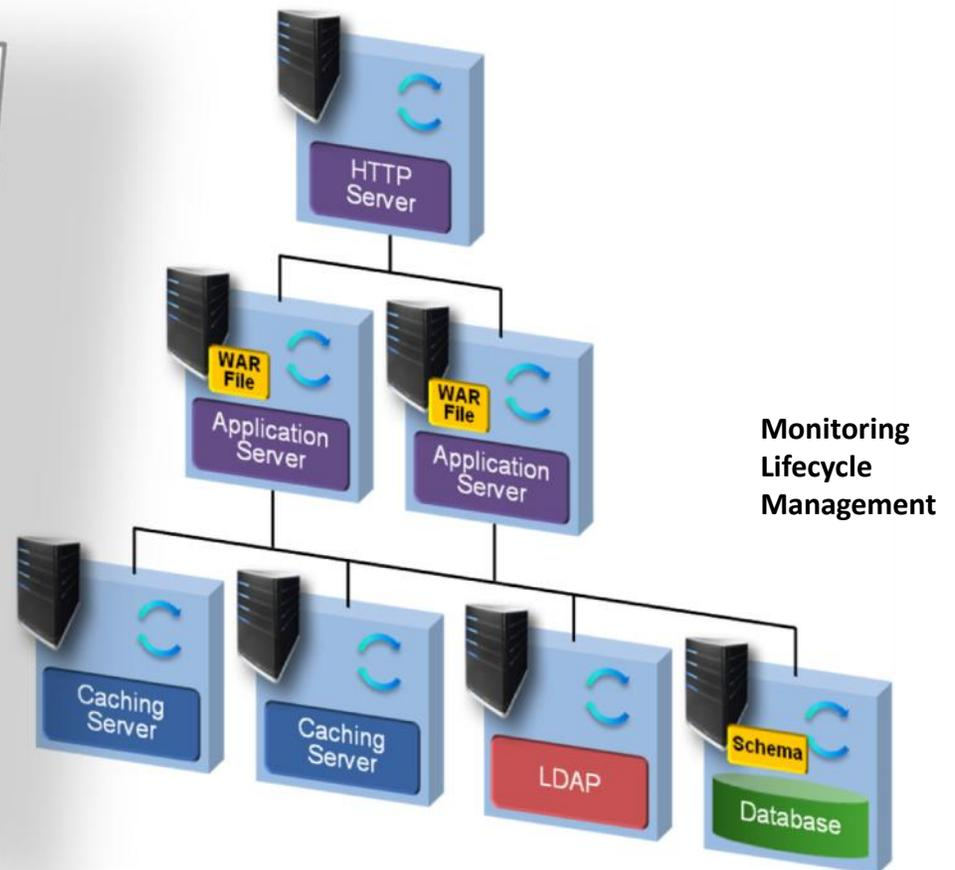 HTTP
Server
WAR
File
Application
Server
WAR
File
Application
Server
Monitoring
Lifecycle
Management
Caching
Server
Caching
Server
LDAP
Schema
Database